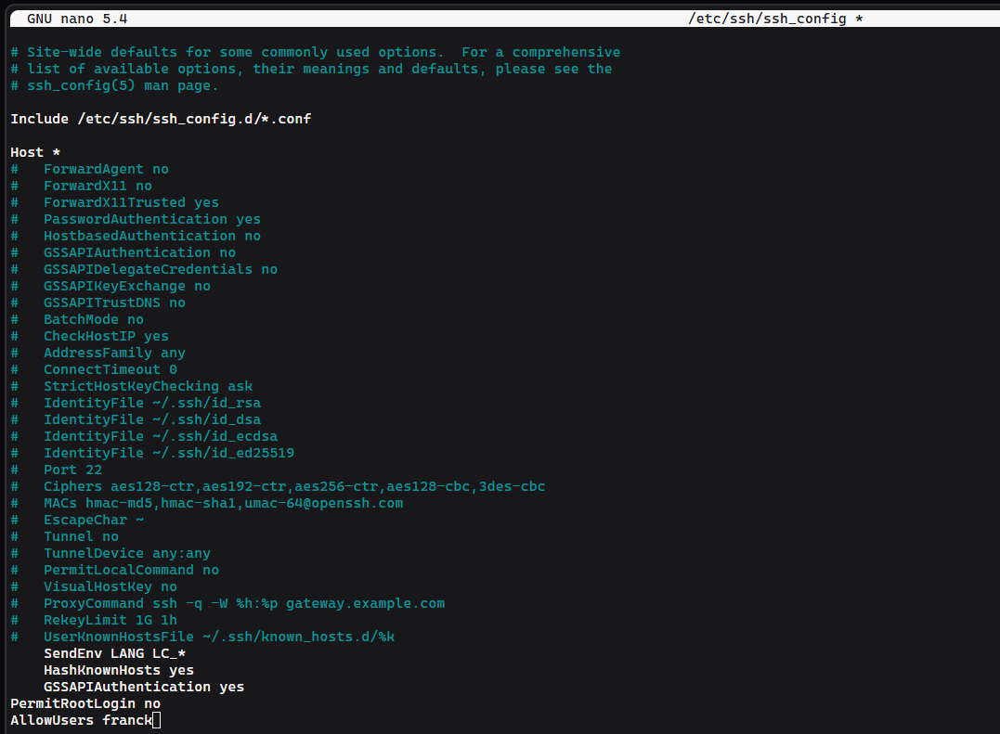 GNU nano 5.4 /etc/ssh/ssh_config *
# Site-wide defaults for some commonly used options.  For a comprehensive
# list of available options, their meanings and defaults, please see the
# ssh_config(5) man page.
Include /etc/ssh/ssh_config.d/*.conf
Host *
#   ForwardAgent no
#   ForwardX11 no
#   ForwardX11Trusted yes
#   PasswordAuthentication yes
#   HostbasedAuthentication no
#   GSSAPIAuthentication no
#   GSSAPIDelegateCredentials no
#   GSSAPIKeyExchange no
#   GSSAPITrustDNS no
#   BatchMode no
#   CheckHostIP yes
#   AddressFamily any
#   ConnectTimeout 0
#   StrictHostKeyChecking ask
#   IdentityFile ~/.ssh/id_rsa
#   IdentityFile ~/.ssh/id_dsa
#   IdentityFile ~/.ssh/id_ecdsa
#   IdentityFile ~/.ssh/id_ed25519
#   Port 22
#   Ciphers aes128-ctr,aes192-ctr,aes256-ctr,aes128-cbc,3des-cbc
#   MACs hmac-md5,hmac-sha1,umac-64@openssh.com
#   EscapeChar ~
#   Tunnel no
#   TunnelDevice any:any
#   PermitLocalCommand no
#   VisualHostKey no
#   ProxyCommand ssh -q -W %h:%p gateway.example.com
#   RekeyLimit 1G 1h
#   UserKnownHostsFile ~/.ssh/known_hosts.d/%k
    SendEnv LANG LC_*
    HashKnownHosts yes
    GSSAPIAuthentication yes
PermitRootLogin no
AllowUsers franck